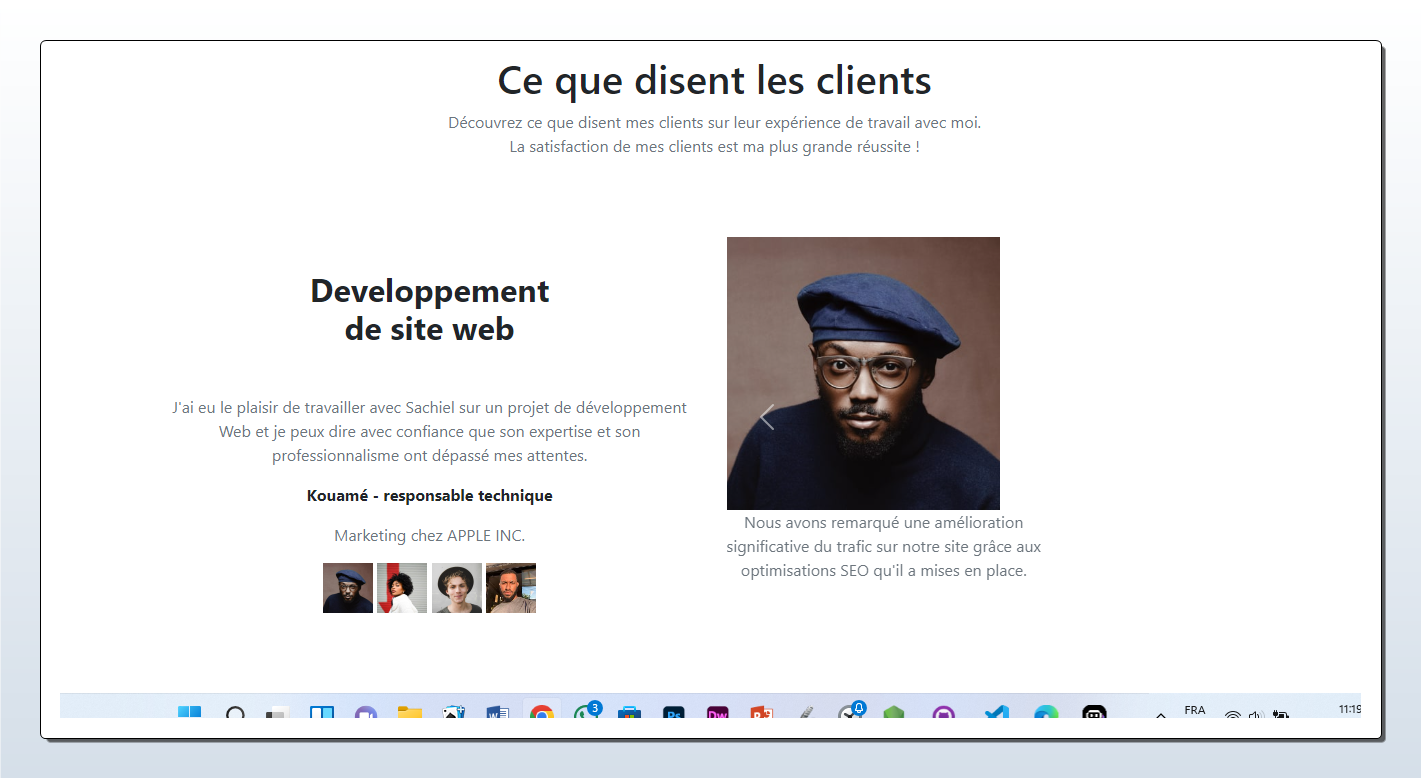 Ce que disent les clients
Découvrez ce que disent mes clients sur leur expérience de travail avec moi.
La satisfaction de mes clients est ma plus grande réussite !
Developpement
de site web
J'ai eu le plaisir de travailler avec Sachiel sur un projet de développement
Web et je peux dire avec confiance que son expertise et son
professionnalisme ont dépassé mes attentes.
Kouamé - responsable technique
Marketing chez APPLE INC.
Nous avons remarqué une amélioration
significative du trafic sur notre site grâce aux
optimisations SEO qu'il a mises en place.
3
Ps
Dw
FRA
11:19